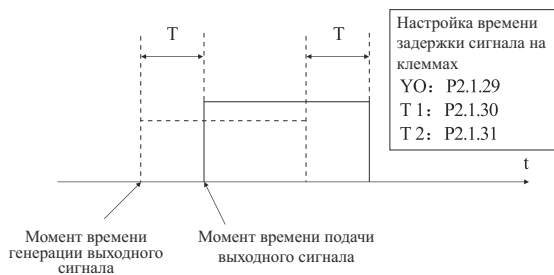 T
T
Настройка времени
задержки сигнала на
клеммах
YO: P2.1.29
T 1: P2.1.30
T 2: P2.1.31
t
Момент времени
генерации выходного
сигнала
Момент времени подачи
выходного сигнала